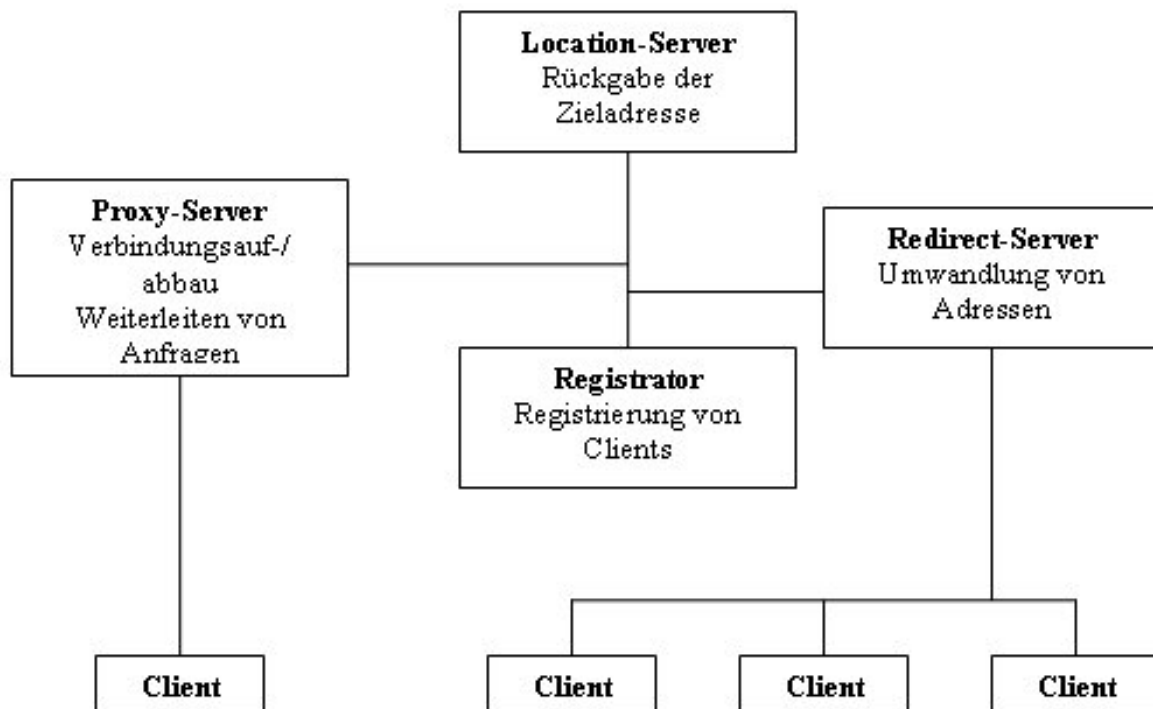 Location-Server
Rückgabe der
Zieladresse
Proxy-Server
Verbindungsauf-/
abbau
Weiterleiten von
Anfragen
Redirect-Server
Umwandlung von
Adressen
Registrator
Registrierung von
Clients
Client
Client
Client
Client